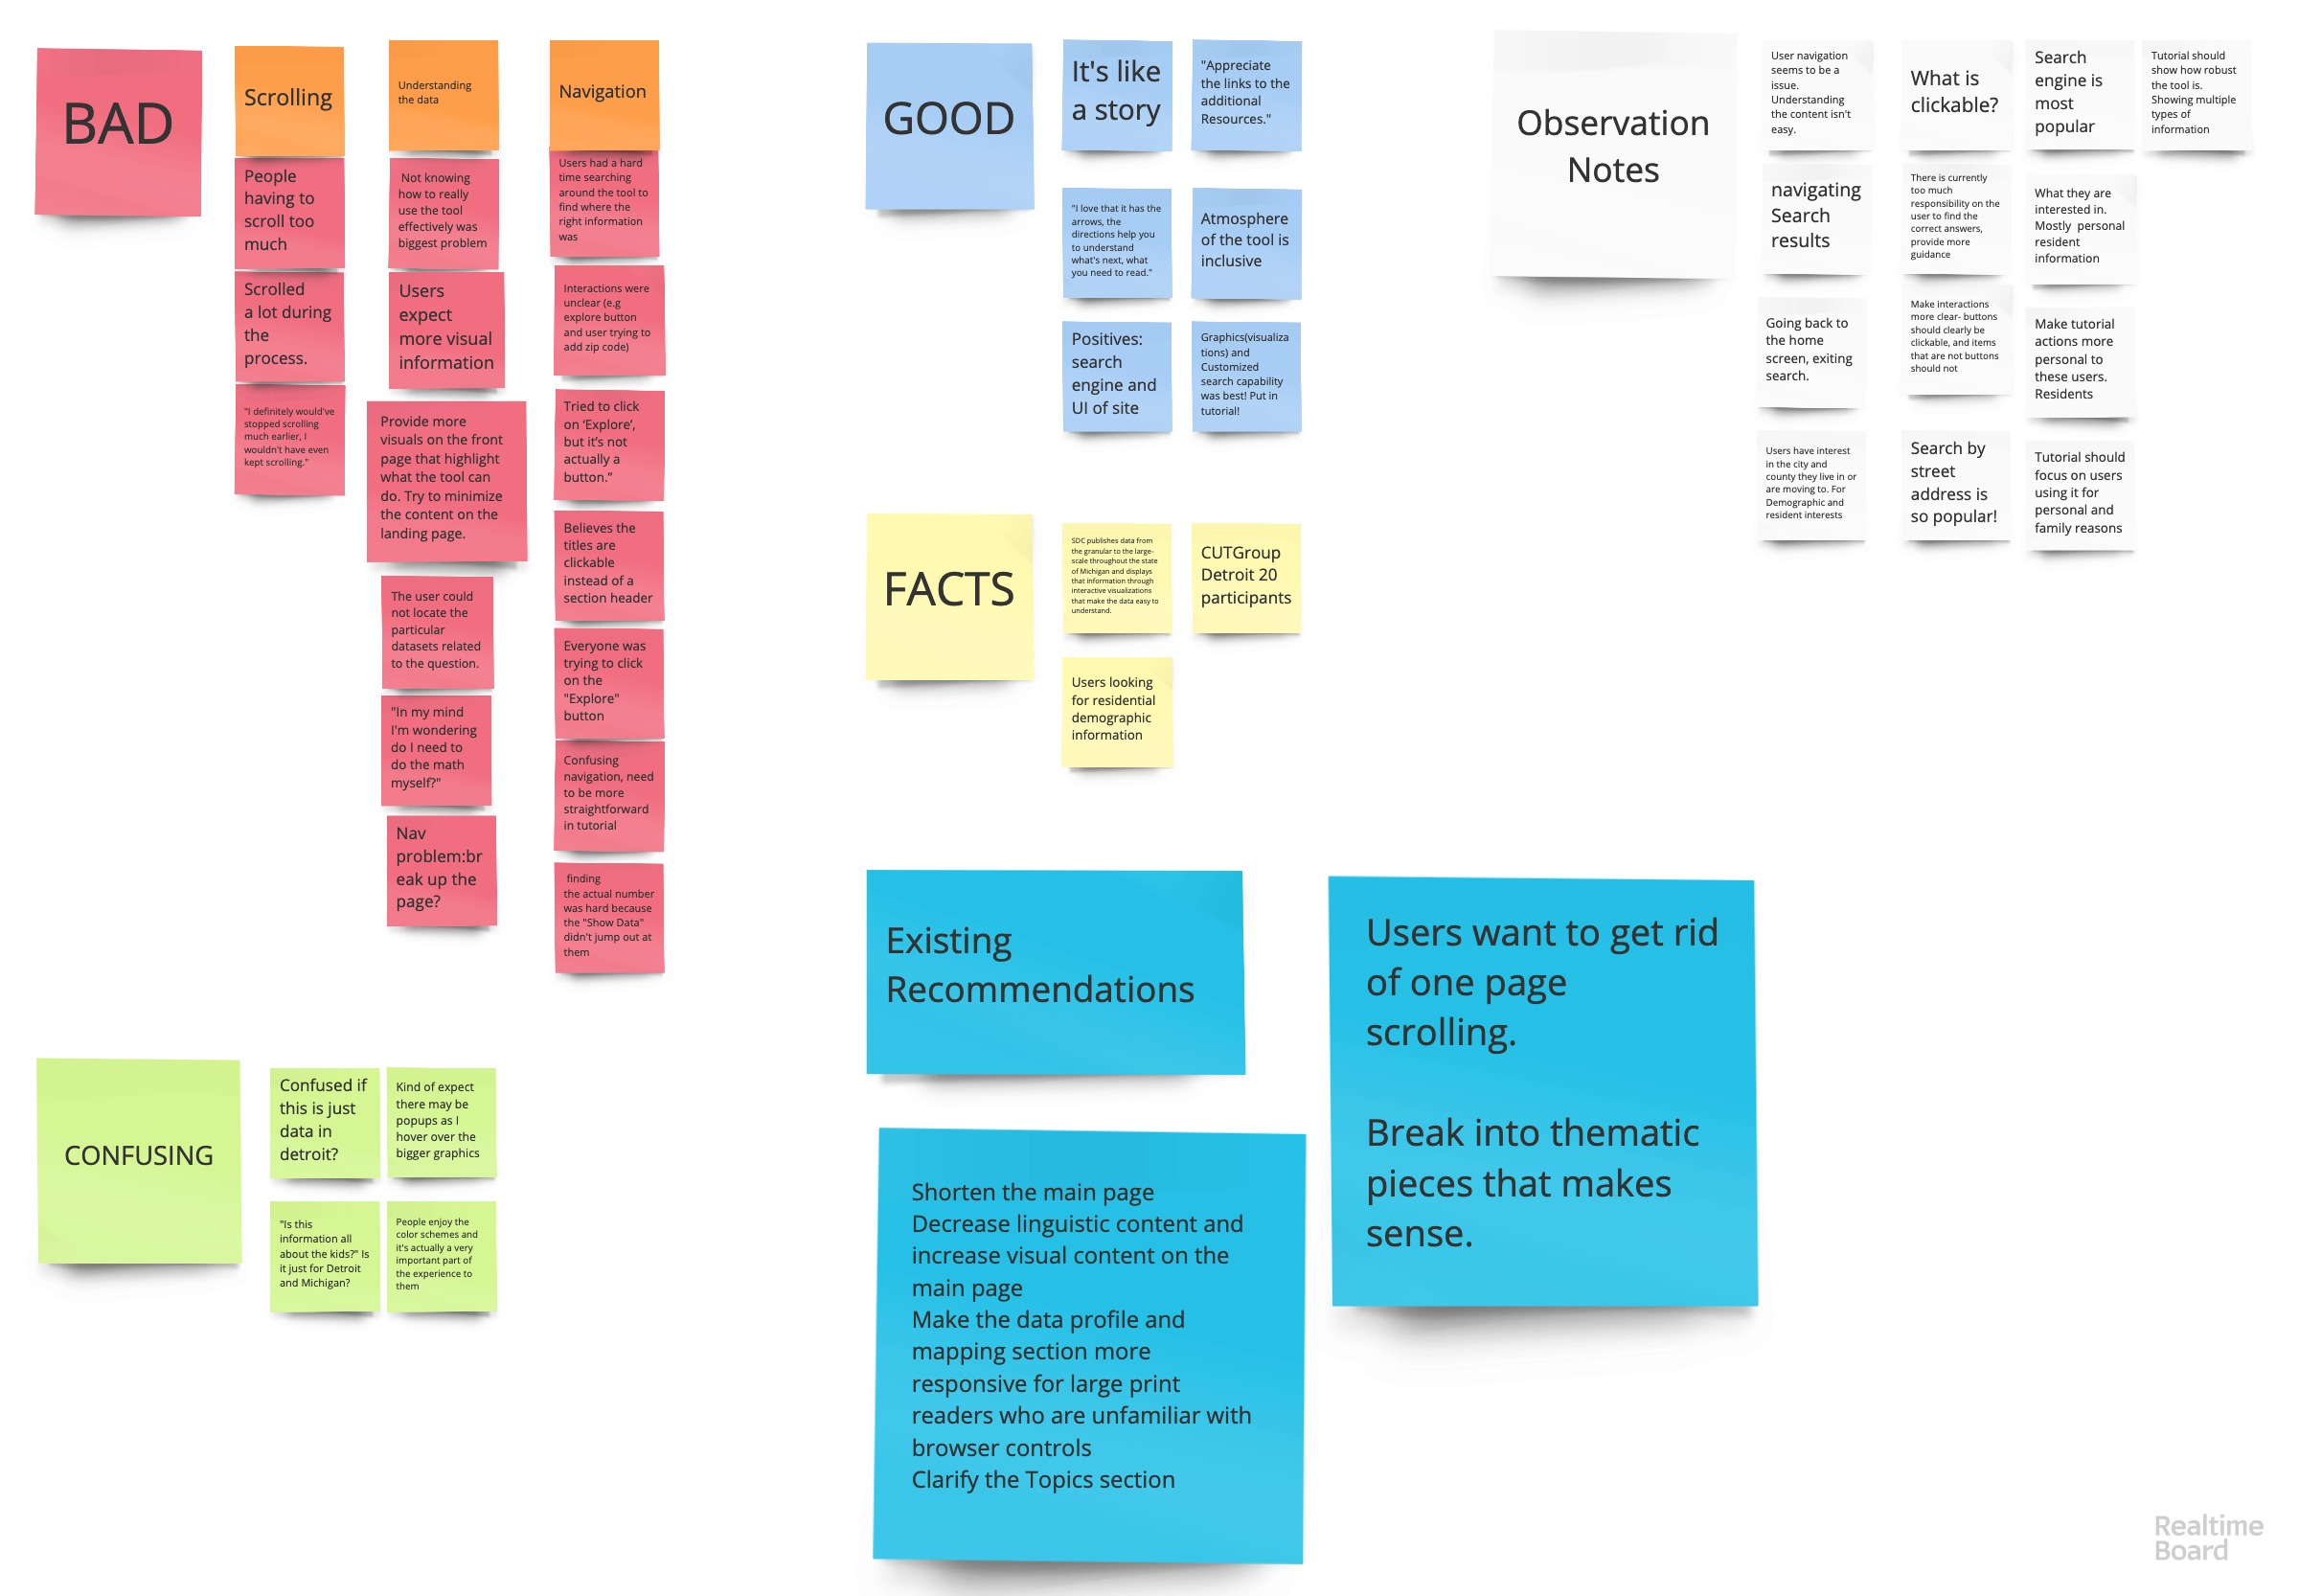 BAD
Scrolling
People
having to
scroll too
much
Scrolled
a lot during
the
process.
"I definitely would've
stopped scrolling
much earlier, I
wouldn't have even
kept scrolling."
Understanding
the data
Not knowing
how to really
use the tool
effectively was
biggest problem
Users
expect
more visual
information
Provide more
visuals on the front
page that highlight
what the tool can
do. Try to minimize
the content on the
landing page.
The user could
not locate the
particular
datasets related
to the question.
"In my mind
I'm wondering
do I need to
do the math
myself?"
Nav
problem:br
eak up the
page?
Navigation
Users had a hard
time searching
around the tool to
find where the
right information
was
Interactions were
unclear (e.g
explore button
and user trying to
add zip code)
Tried to click
on ‘Explore’,
but it’s not
actually a
button.”
Believes the
titles are
clickable
instead of a
section header
Everyone was
trying to click
on the
"Explore"
button
Confusing
navigation, need
to be more
straightforward
in tutorial
finding
the actual number
was hard because
the "Show Data"
didn't jump out at
them
CONFUSING
Confused if
this is just
data in
detroit?
Kind of expect
there may be
popups as I
hover over the
bigger graphics
"Is this
information all
about the kids?" Is
it just for Detroit
and Michigan?
People enjoy the
color schemes and
it's actually a very
important part of
the experience to
them
GOOD
It's like
a story
"Appreciate
the links to the
additional
Resources."
"I love that it has the
arrows, the
directions help you
to understand
what's next, what
you need to read."
Atmosphere
of the tool is
inclusive
Positives:
search
engine and
UI of site
Graphics(visualiza
tions) and
Customized
search capability
was best! Put in
tutorial!
FACTS
SDC publishes data from
the granular to the large-
scale throughout the state
of Michigan and displays
that information through
interactive visualizations
that make the data easy to
understand.
CUTGroup
Detroit 20
participants
Users looking
for residential
demographic
information
Existing
Recommendations
Shorten the main page
Decrease linguistic content and
increase visual content on the
main page
Make the data profile and
mapping section more
responsive for large print
readers who are unfamiliar with
browser controls
Clarify the Topics section
Users want to get rid
of one page
scrolling.
Break into thematic
pieces that makes
sense.
Observation
Notes
User navigation
seems to be a
issue.
Understanding
the content isn't
easy.
What is
clickable?
Search
engine is
most
popular
Tutorial should
show how robust
the tool is.
Showing multiple
types of
information
navigating
Search
results
There is currently
too much
responsibility on the
user to find the
correct answers,
provide more
guidance
What they are
interested in.
Mostly personal
resident
information
Going back to
the home
screen, exiting
search.
Make interactions
more clear- buttons
should clearly be
clickable, and items
that are not buttons
should not
Make tutorial
actions more
personal to
these users.
Residents
Users have interest
in the city and
county they live in or
are moving to. For
Demographic and
resident interests
Search by
street
address is
so popular!
Tutorial should
focus on users
using it for
personal and
family reasons
Realtime
Board